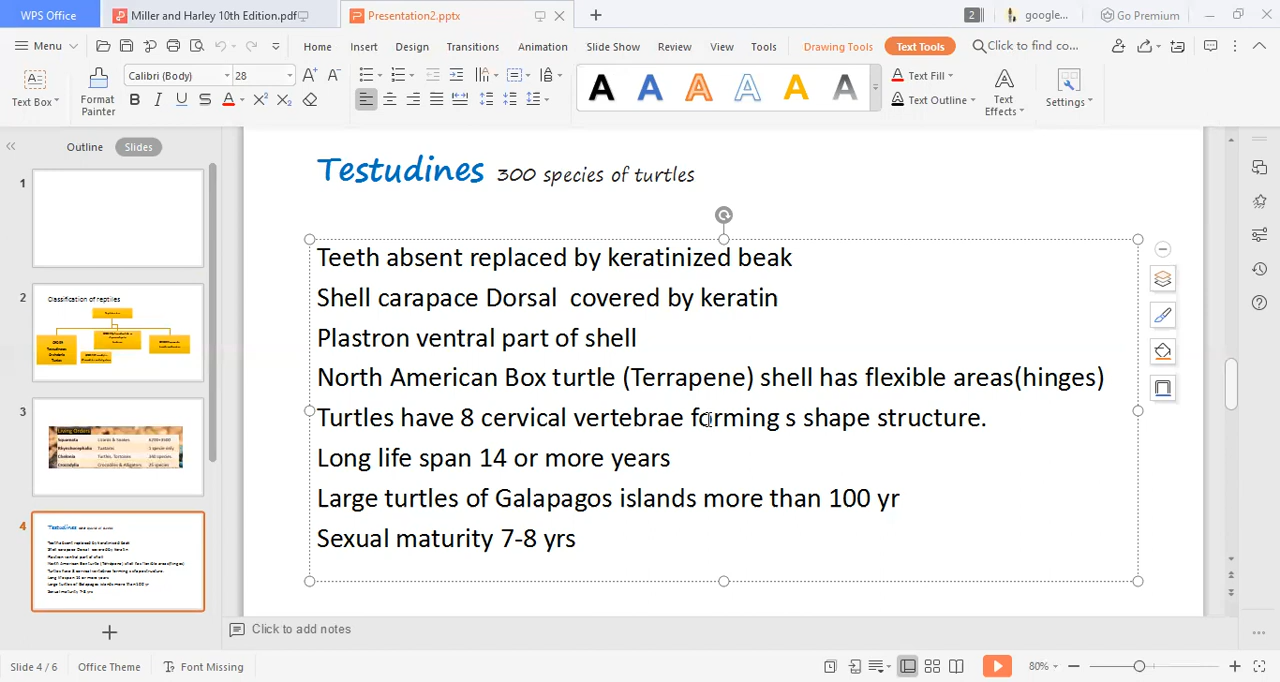 WPS Office
Miller and Harley 10th Edition.pdf
Presentation2.pptx
2
google...
Go Premium
Menu
Home
Insert
Design
Transitions
Animation
Slide Show
Review
View
Tools
Drawing Tools
Text Tools
Click to find co...
Text Box
Format
Painter
Calibri (Body)
28
Text Fill
Text Outline
Text
Effects
Settings
Outline
Slides
1
2
Classification of reptiles
3
4
Testudines 300 species of turtles
Teeth absent replaced by keratinized beak
Shell carapace Dorsal covered by keratin
Plastron ventral part of shell
North American Box turtle (Terrapene) shell has flexible areas(hinges)
Turtles have 8 cervical vertebrae forming s shape structure.
Long life span 14 or more years
Large turtles of Galapagos islands more than 100 yr
Sexual maturity 7-8 yrs
Click to add notes
Slide 4 / 6
Office Theme
Font Missing
80%